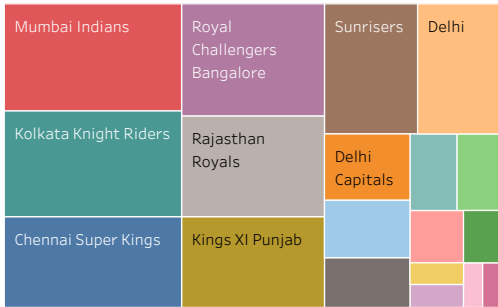 Mumbai Indians
Kolkata Knight Riders
Chennai Super Kings
Royal
Challengers
Bangalore
Rajasthan
Royals
Kings XI Punjab
Sunrisers
Delhi
Delhi
Capitals